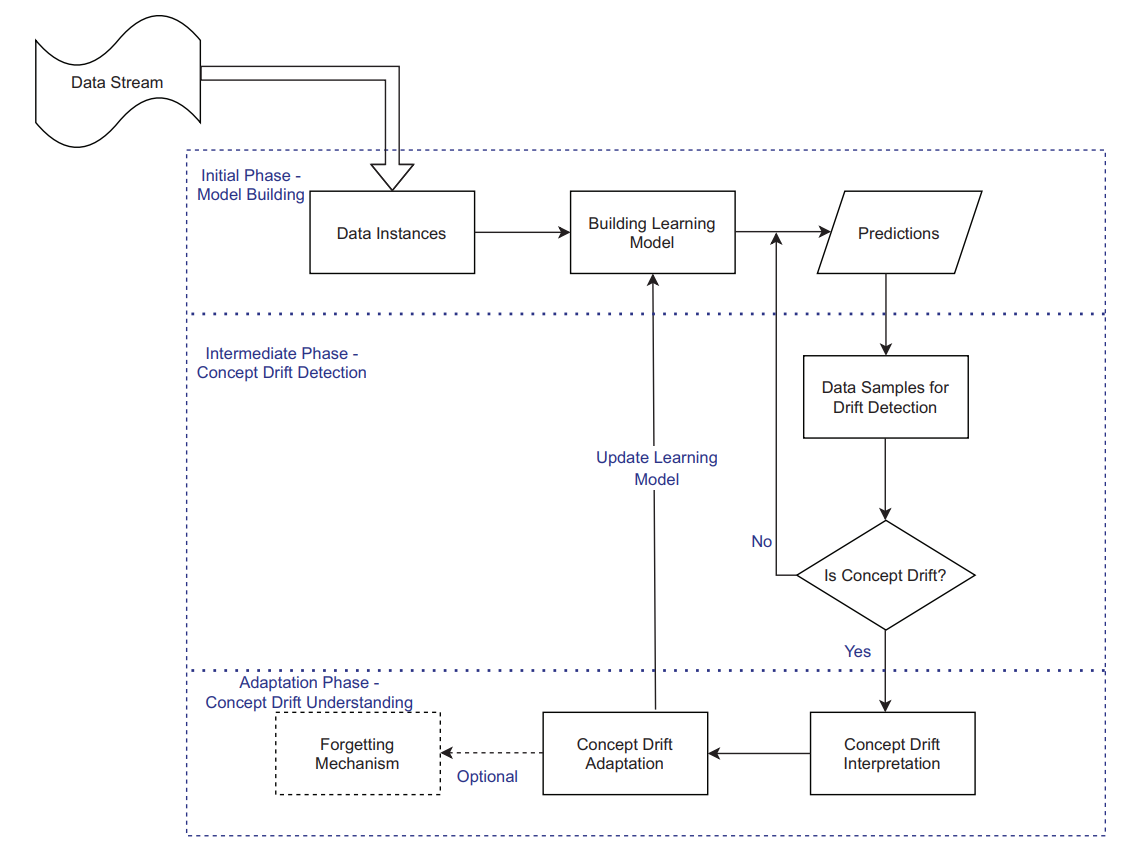 Data Stream
Initial Phase -
Model Building
Data Instances
Building Learning
Model
Predictions
Intermediate Phase -
Concept Drift Detection
Data Samples for
Drift Detection
Update Learning
Model
No
Is Concept Drift?
Yes
Adaptation Phase -
Concept Drift Understanding
Forgetting
Mechanism
Optional
Concept Drift
Adaptation
Concept Drift
Interpretation